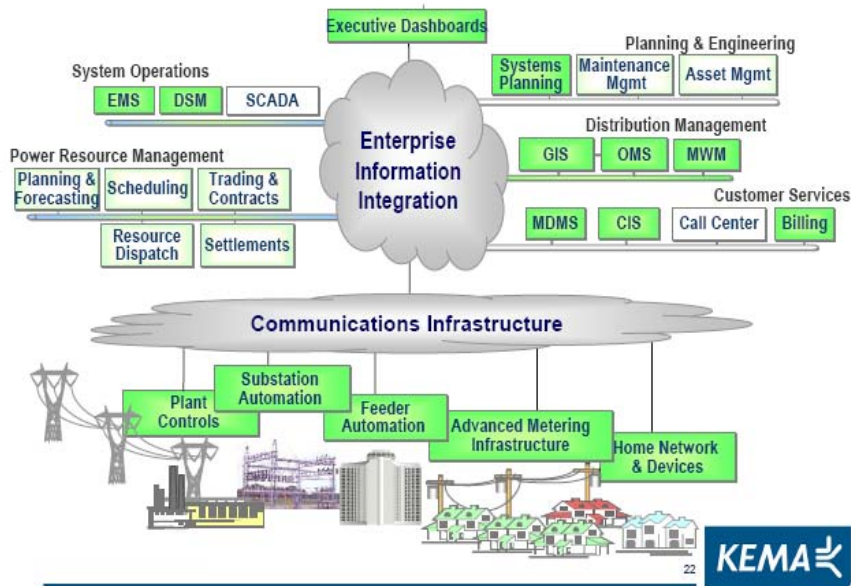 Executive Dashboards
System Operations
EMS
DSM
SCADA
Power Resource Management
Planning &
Forecasting
Scheduling
Trading &
Contracts
Resource
Dispatch
Settlements
Enterprise
Information
Integration
Planning & Engineering
Systems
Planning
Maintenance
Mgmt
Asset Mgmt
Distribution Management
GIS
OMS
MWM
Customer Services
MDMS
CIS
Call Center
Billing
Communications Infrastructure
Plant
Controls
Substation
Automation
Feeder
Automation
Advanced Metering
Infrastructure
Home Network
& Devices
22
KEMA